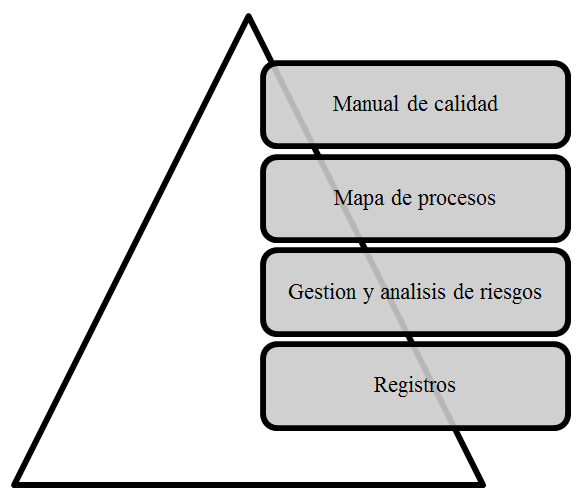 Manual de calidad
Mapa de procesos
Gestion y analisis de riesgos
Registros